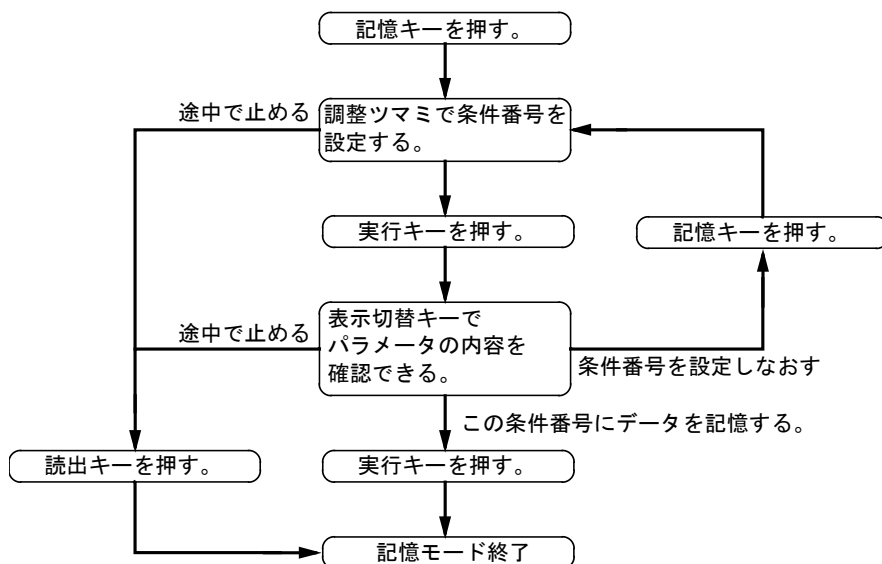 記憶キーを押す。
途中で止める
調整ツマミで条件番号を
設定する。
実行キーを押す。
記憶キーを押す。
途中で止める
表示切替キーで
パラメータの内容を
確認できる。
条件番号を設定しなおす
この条件番号にデータを記憶する。
読出キーを押す。
実行キーを押す。
記憶モード終了